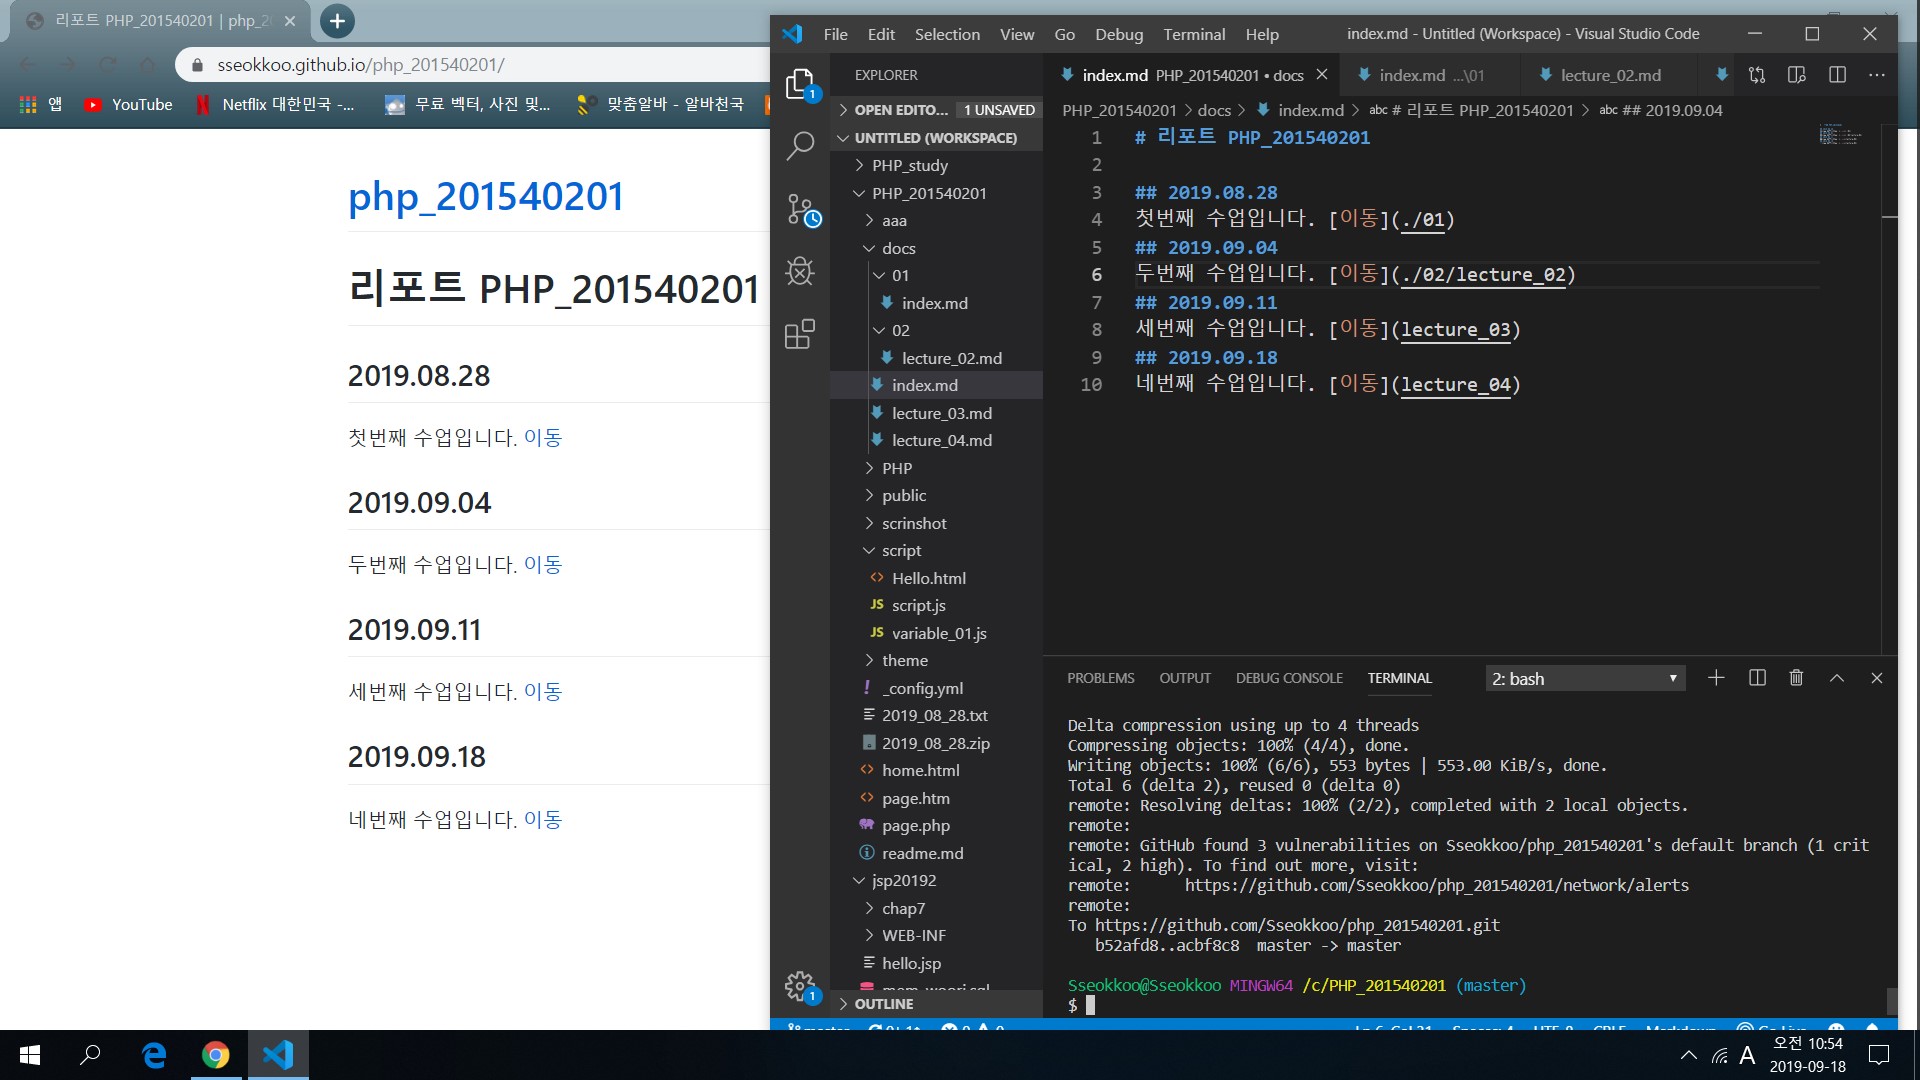 리포트 PHP_201540201 | php_2
sseokkoo.github.io/php_201540201/
앱
YouTube
Netflix 대한민국 -...
무료 벡터, 사진 및...
맞춤알바 - 알바천국
php_201540201
리포트 PHP_201540201
2019.08.28
첫번째 수업입니다. 이동
2019.09.04
두번째 수업입니다. 이동
2019.09.11
세번째 수업입니다. 이동
2019.09.18
네번째 수업입니다. 이동
File Edit Selection View Go Debug Terminal Help
index.md - Untitled (Workspace) - Visual Studio Code
EXPLORER
OPEN EDITO... 1 UNSAVED
UNTITLED (WORKSPACE)
PHP_study
PHP_201540201
aaa
docs
01
index.md
02
lecture_02.md
index.md
lecture_03.md
lecture_04.md
PHP
public
scrinshot
script
Hello.html
JS script.js
JS variable_01.js
theme
! _config.yml
2019_08_28.txt
2019_08_28.zip
home.html
page.htm
page.php
readme.md
jsp20192
chap7
WEB-INF
hello.jsp
OUTLINE
1
1
index.md PHP_201540201 • docs
index.md ...\01
lecture_02.md
PHP_201540201 > docs > index.md > abc # 리포트 PHP_201540201 > abc ## 2019.09.04
1 # 리포트 PHP_201540201
2
3 ## 2019.08.28
4 첫번째 수업입니다. [이동](./01)
5 ## 2019.09.04
6 두번째 수업입니다. [이동](./02/lecture_02)
7 ## 2019.09.11
8 세번째 수업입니다. [이동](lecture_03)
9 ## 2019.09.18
10 네번째 수업입니다. [이동](lecture_04)
PROBLEMS OUTPUT DEBUG CONSOLE TERMINAL
2: bash
Delta compression using up to 4 threads
Compressing objects: 100% (4/4), done.
Writing objects: 100% (6/6), 553 bytes | 553.00 KiB/s, done.
Total 6 (delta 2), reused 0 (delta 0)
remote: Resolving deltas: 100% (2/2), completed with 2 local objects.
remote:
remote: GitHub found 3 vulnerabilities on Sseokkoo/php_201540201's default branch (1 crit
ical, 2 high). To find out more, visit:
remote: https://github.com/Sseokkoo/php_201540201/network/alerts
remote:
To https://github.com/Sseokkoo/php_201540201.git
b52afd8..acbf8c8 master -> master
Sseokkoo@Sseokkoo MINGW64 /c/PHP_201540201 (master)
$
A
오전 10:54
2019-09-18